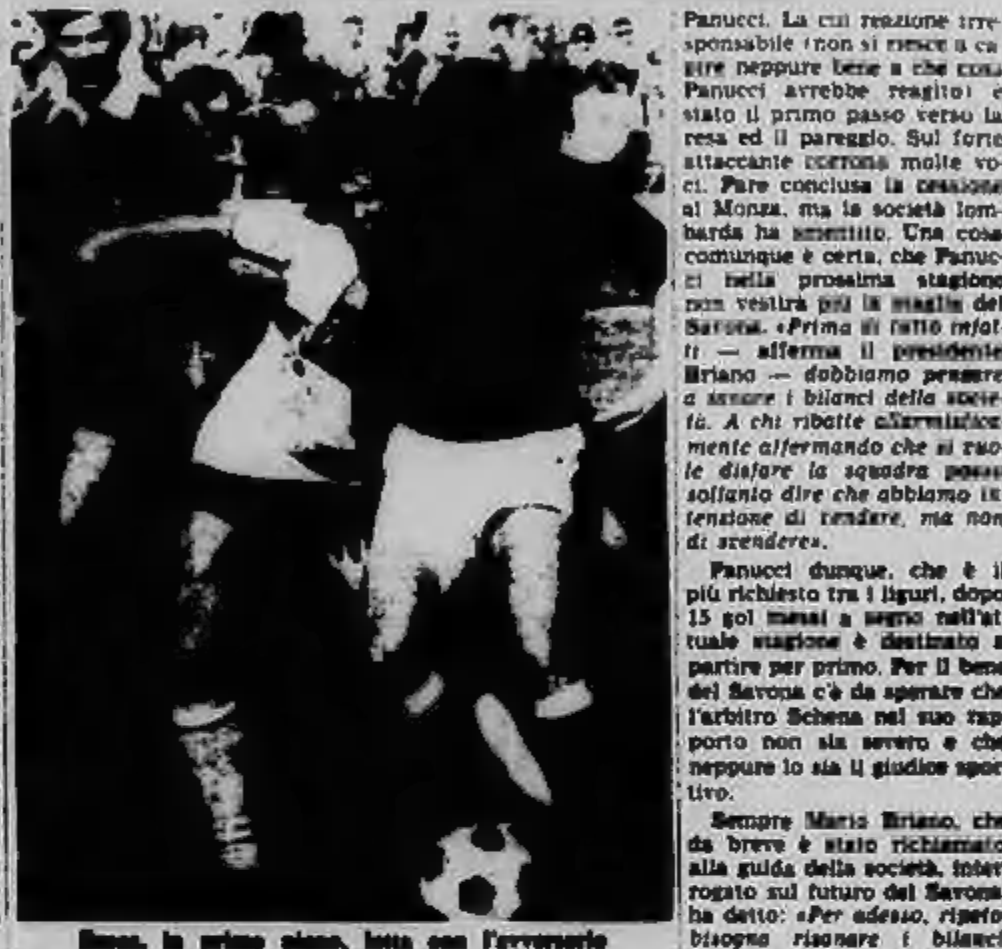 Panucci. La cui reazione irre-
sponsabile (non si riesce a ca-
pire neppure bene a che cosa
Panucci avrebbe reagito) è
stato il primo passo verso la
resa ed il pareggio. Sul forte
attaccante corrono molte vo-
ci. Pare conclusa la cessione
al Monza, ma la società lom-
barda ha smentito. Una cosa
comunque è certa, che Panuc-
ci nella prossima stagione
non vestirà più la maglia del
Savona. «Prima di tutto infat-
ti — afferma il presidente
Briano — dobbiamo pensare
a sanare i bilanci della socie-
tà. A chi ribatte
mente affermando che si vuo-
le disfare la squadra posso
soltanto dire che abbiamo in-
tenzione di vendere, ma non
di svendere».
Panucci dunque, che è il
più richiesto tra i liguri, dopo
15 gol messi a segno nell'at-
tuale stagione è destinato a
partire per primo. Per il bene
del Savona c'è da sperare che
l'arbitro Schena nel suo rap-
porto non sia severo e che
neppure lo sia il giudice spor-
tivo.
Sempre Mario Briano, che
da breve è stato richiamato
alla guida della società, inter-
rogato sul futuro del Savona
ha detto: «Per adesso, ripeto,
bisogna risanare i bilanci
in primo piano, lotta con l'avversario